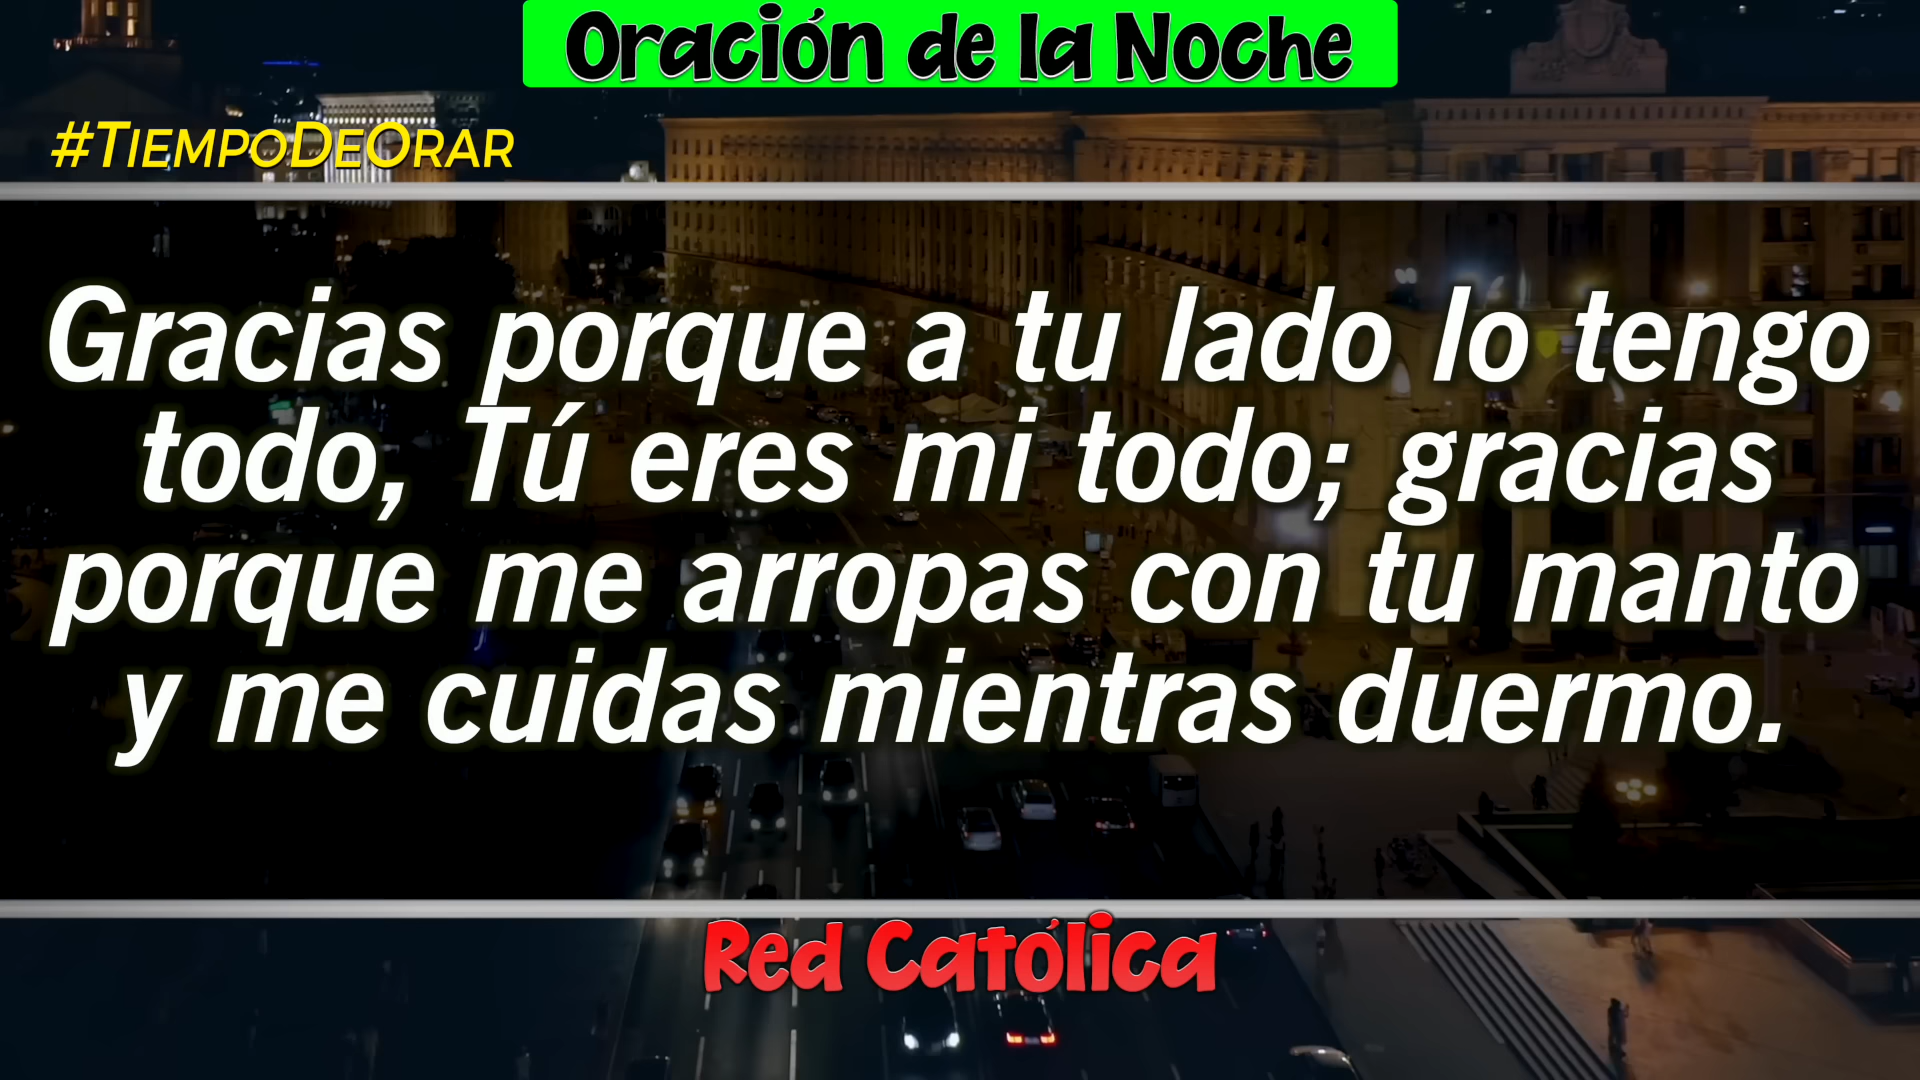 Oración de la Noche
#TiempoDeOrar
Gracias porque a tu lado lo tengo
todo, Tú eres mi todo; gracias
porque me arropas con tu manto
y me cuidas mientras duermo.
Red Católica